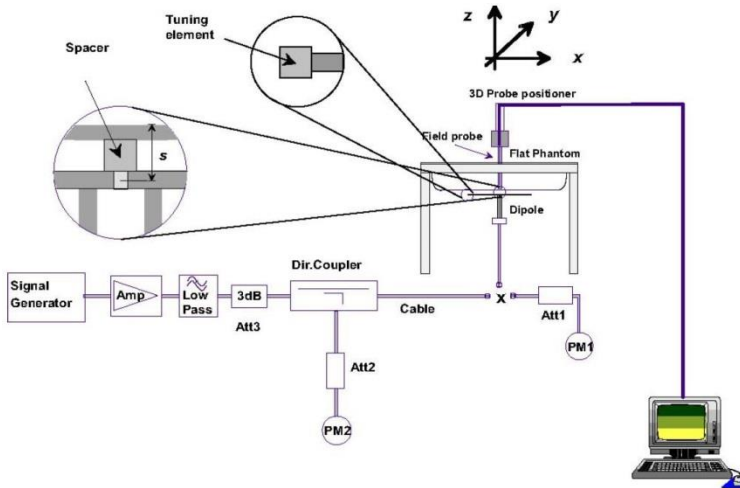 z
y
x
Tuning
element
Spacer
s
3D Probe positioner
Field probe
Flat Phantom
Dipole
Dir.Coupler
Signal
Generator
Amp
Low
Pass
3dB
Att3
Cable
x
Att1
PM1
Att2
PM2